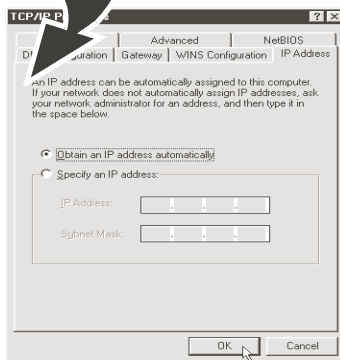 TCP/IP
Advanced
NetBIOS
Gateway
WINS Configuration
IP Address
An IP address can be automatically assigned to this computer.
If your network does not automatically assign IP addresses, ask
your network administrator for an address, and then type it in
the space below.
Obtain an IP address automatically
Specify an IP address:
IP Address:
Subnet Mask:
OK
Cancel